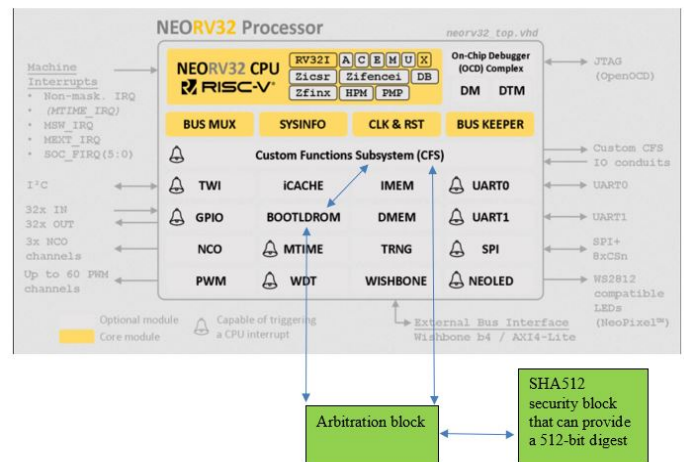 NEORV32 Processor
neorv32_top.vhd
Machine
Interrupts
• Non-mask. IRQ
• (MTIME_IRQ)
• MSW_IRQ
• MEXT_IRQ
• SOC_FIRQ(5:0)
I²C
32x IN
32x OUT
3x NCO
channels
Up to 60 PWM
channels
NEORV32 CPU
RISC-V®
RV32I A C E M U X
Zicsr Zifencei DB
Zfinx HPM PMP
On-Chip Debugger
(OCD) Complex
DM DTM
BUS MUX SYSINFO CLK & RST BUS KEEPER
Custom Functions Subsystem (CFS)
TWI iCACHE IMEM UART0
GPIO BOOTLDROM DMEM UART1
NCO MTIME TRNG SPI
PWM WDT WISHBONE NEOLED
JTAG
(OpenOCD)
Custom CFS
IO conduits
UART0
UART1
SPI+
8xCSn
WS2812
compatible
LEDs
(NeoPixel™)
Optional module
Core module
Capable of triggering
a CPU interrupt
External Bus Interface
Wishbone b4 / AXI4-Lite
Arbitration block
SHA512
security block
that can provide
a 512-bit digest